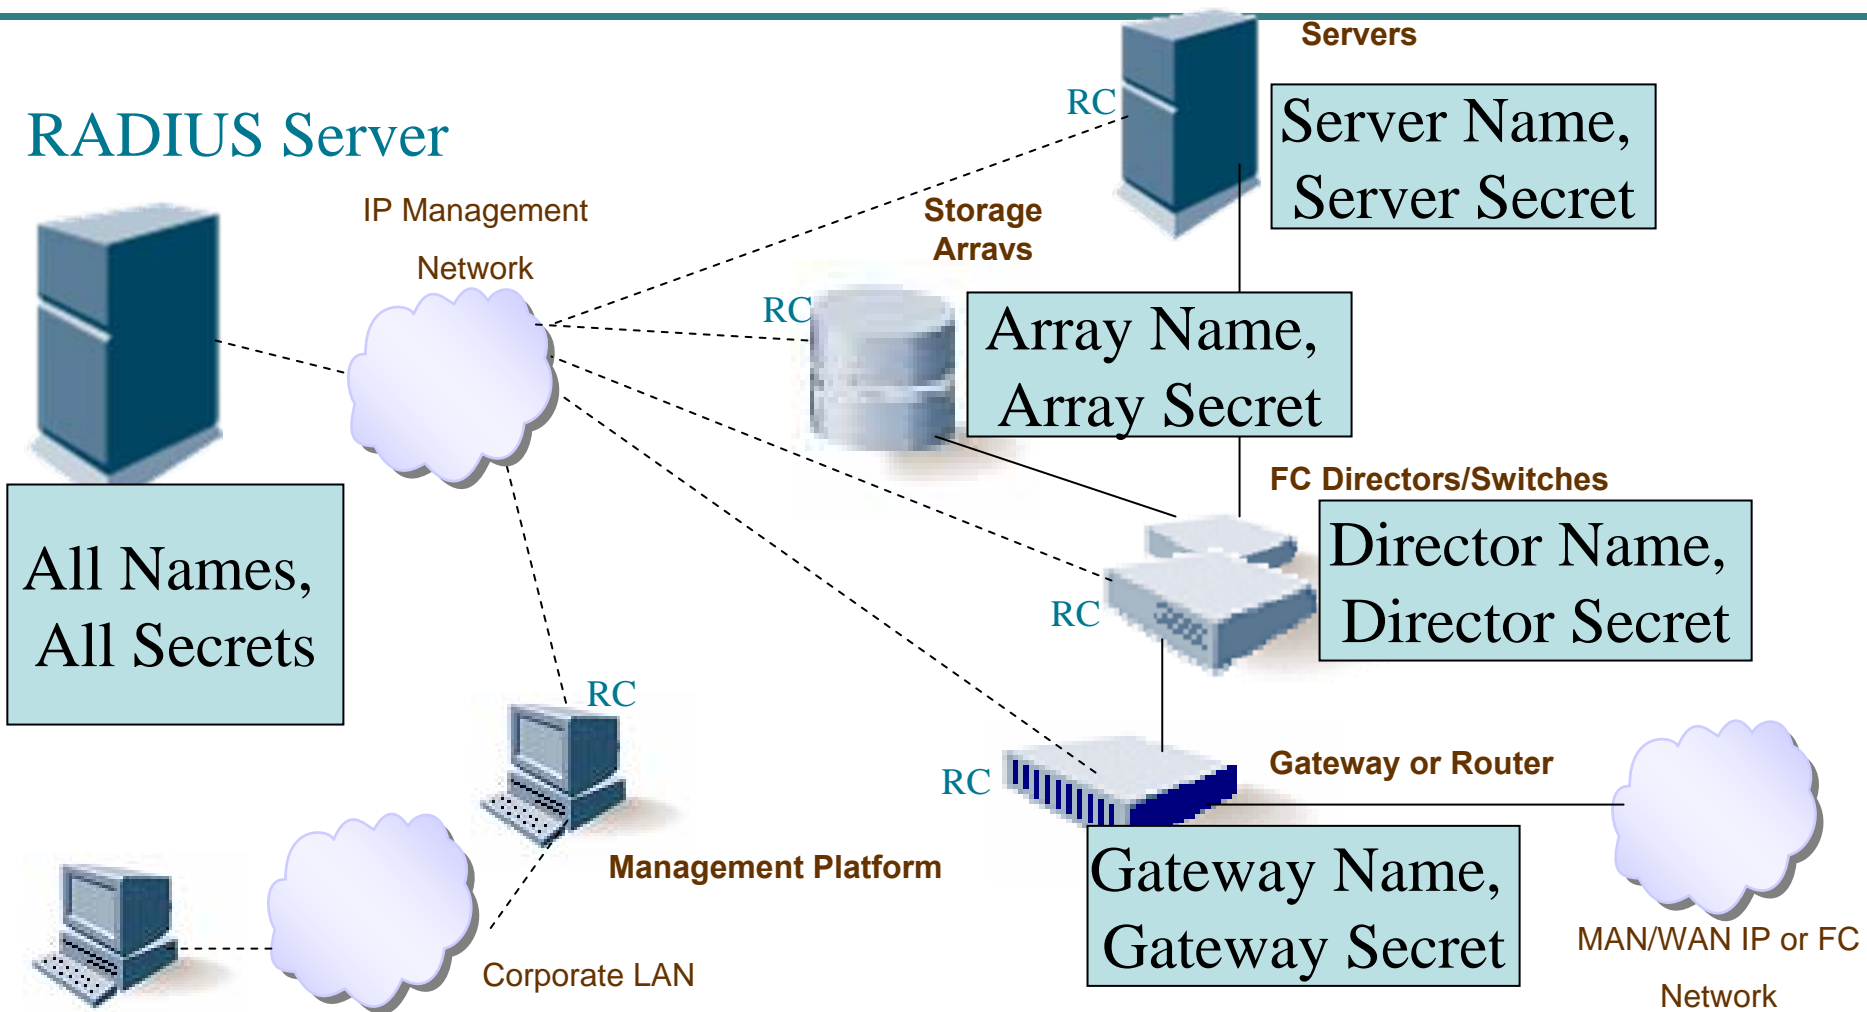 Servers
RC
Server Name,
Server Secret
RADIUS Server
IP Management
Network
Storage
Arrays
RC
Array Name,
Array Secret
FC Directors/Switches
Director Name,
Director Secret
RC
All Names,
All Secrets
RC
RC
Gateway or Router
Management Platform
Gateway Name,
Gateway Secret
Corporate LAN
MAN/WAN IP or FC
Network